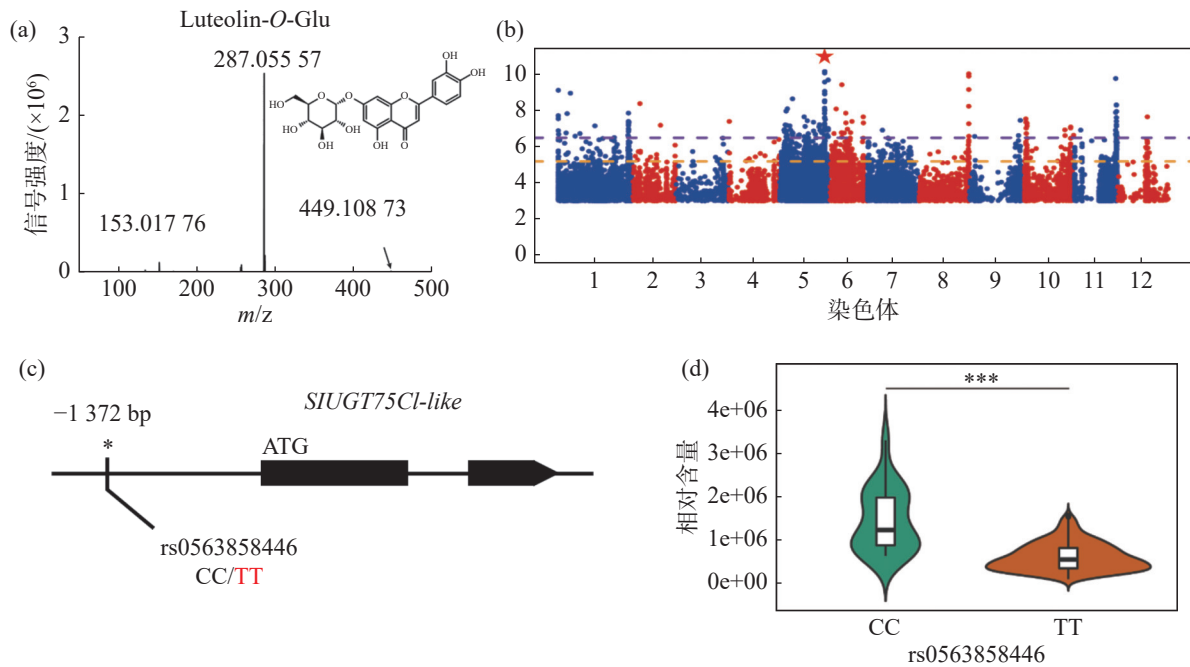 (a)
Luteolin-O-Glu
3
287.055 57
信号强度/(×10⁶)
2
1
153.017 76
449.108 73
0
100
200
300
400
500
m/z
HO
O
O
O
OH
OH
HO
OH
OH
OH
O
(b)
10
8
6
4
2
0
1
2
3
4
5
6
7
8
9
10
11
12
染色体
(c)
−1 372 bp
*
SlUGT75Cl-like
ATG
rs0563858446
CC/TT
(d)
***
4e+06
3e+06
2e+06
1e+06
0e+00
相对含量
CC
TT
rs0563858446